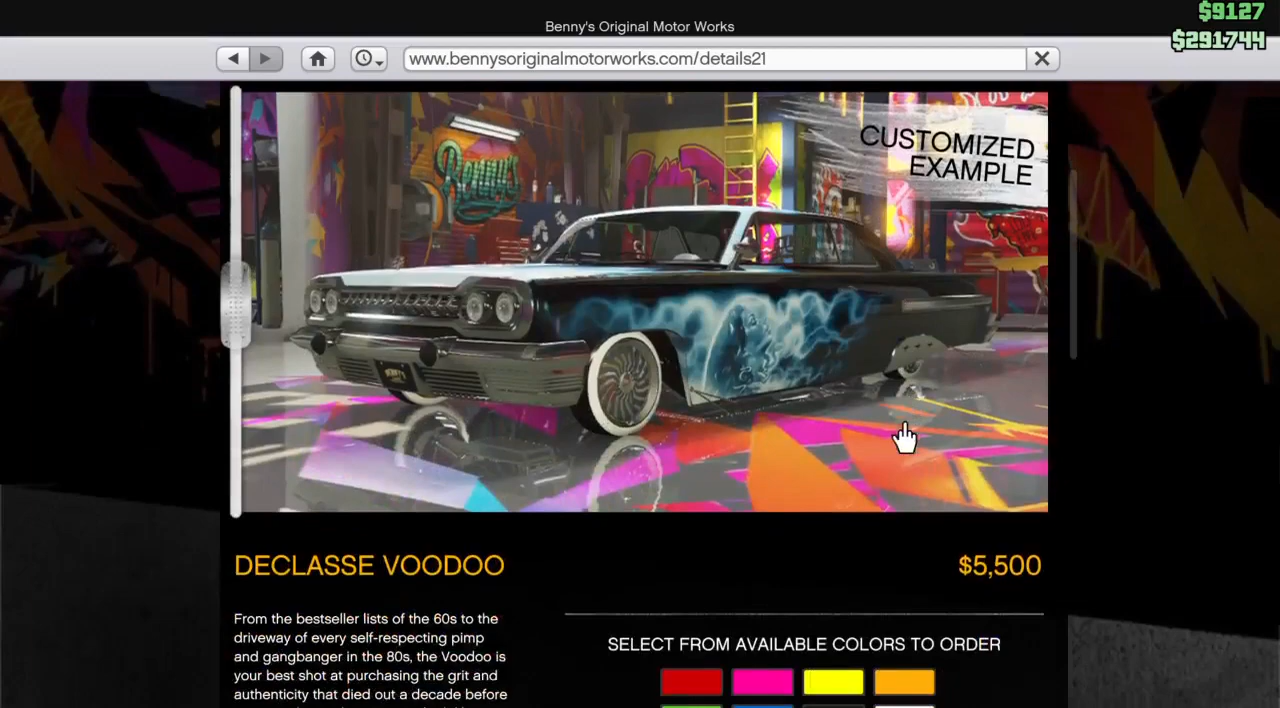 Benny's Original Motor Works
$9127
$291744
www.bennysoriginalmotorworks.com/details21
CUSTOMIZED
EXAMPLE
Benny's
DECLASSE VOODOO
$5,500
From the bestseller lists of the 60s to the
driveway of every self-respecting pimp
and gangbanger in the 80s, the Voodoo is
your best shot at purchasing the grit and
authenticity that died out a decade before
SELECT FROM AVAILABLE COLORS TO ORDER